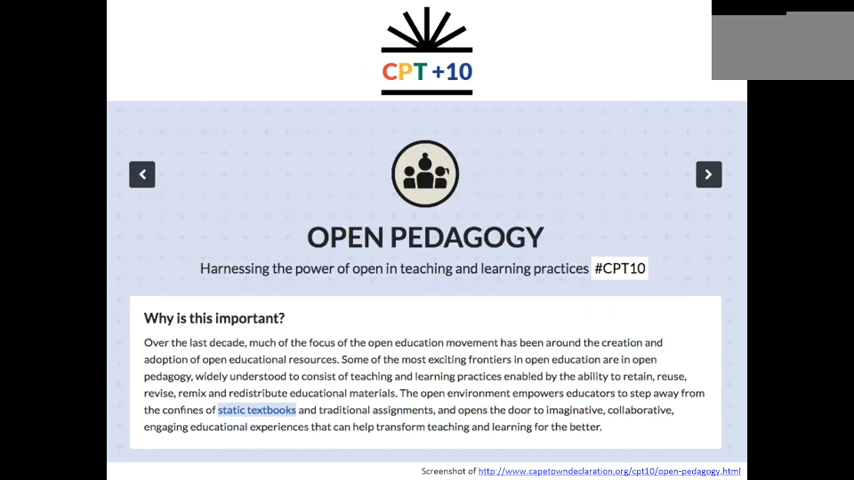 CPT +10
OPEN PEDAGOGY
Harnessing the power of open in teaching and learning practices #CPT10
Why is this important?
Over the last decade, much of the focus of the open education movement has been around the creation and
adoption of open educational resources. Some of the most exciting frontiers in open education are in open
pedagogy, widely understood to consist of teaching and learning practices enabled by the ability to retain, reuse,
revise, remix and redistribute educational materials. The open environment empowers educators to step away from
the confines of static textbooks and traditional assignments, and opens the door to imaginative, collaborative,
engaging educational experiences that can help transform teaching and learning for the better.
Screenshot of http://www.capetowndeclaration.org/cpt10/open-pedagogy.html